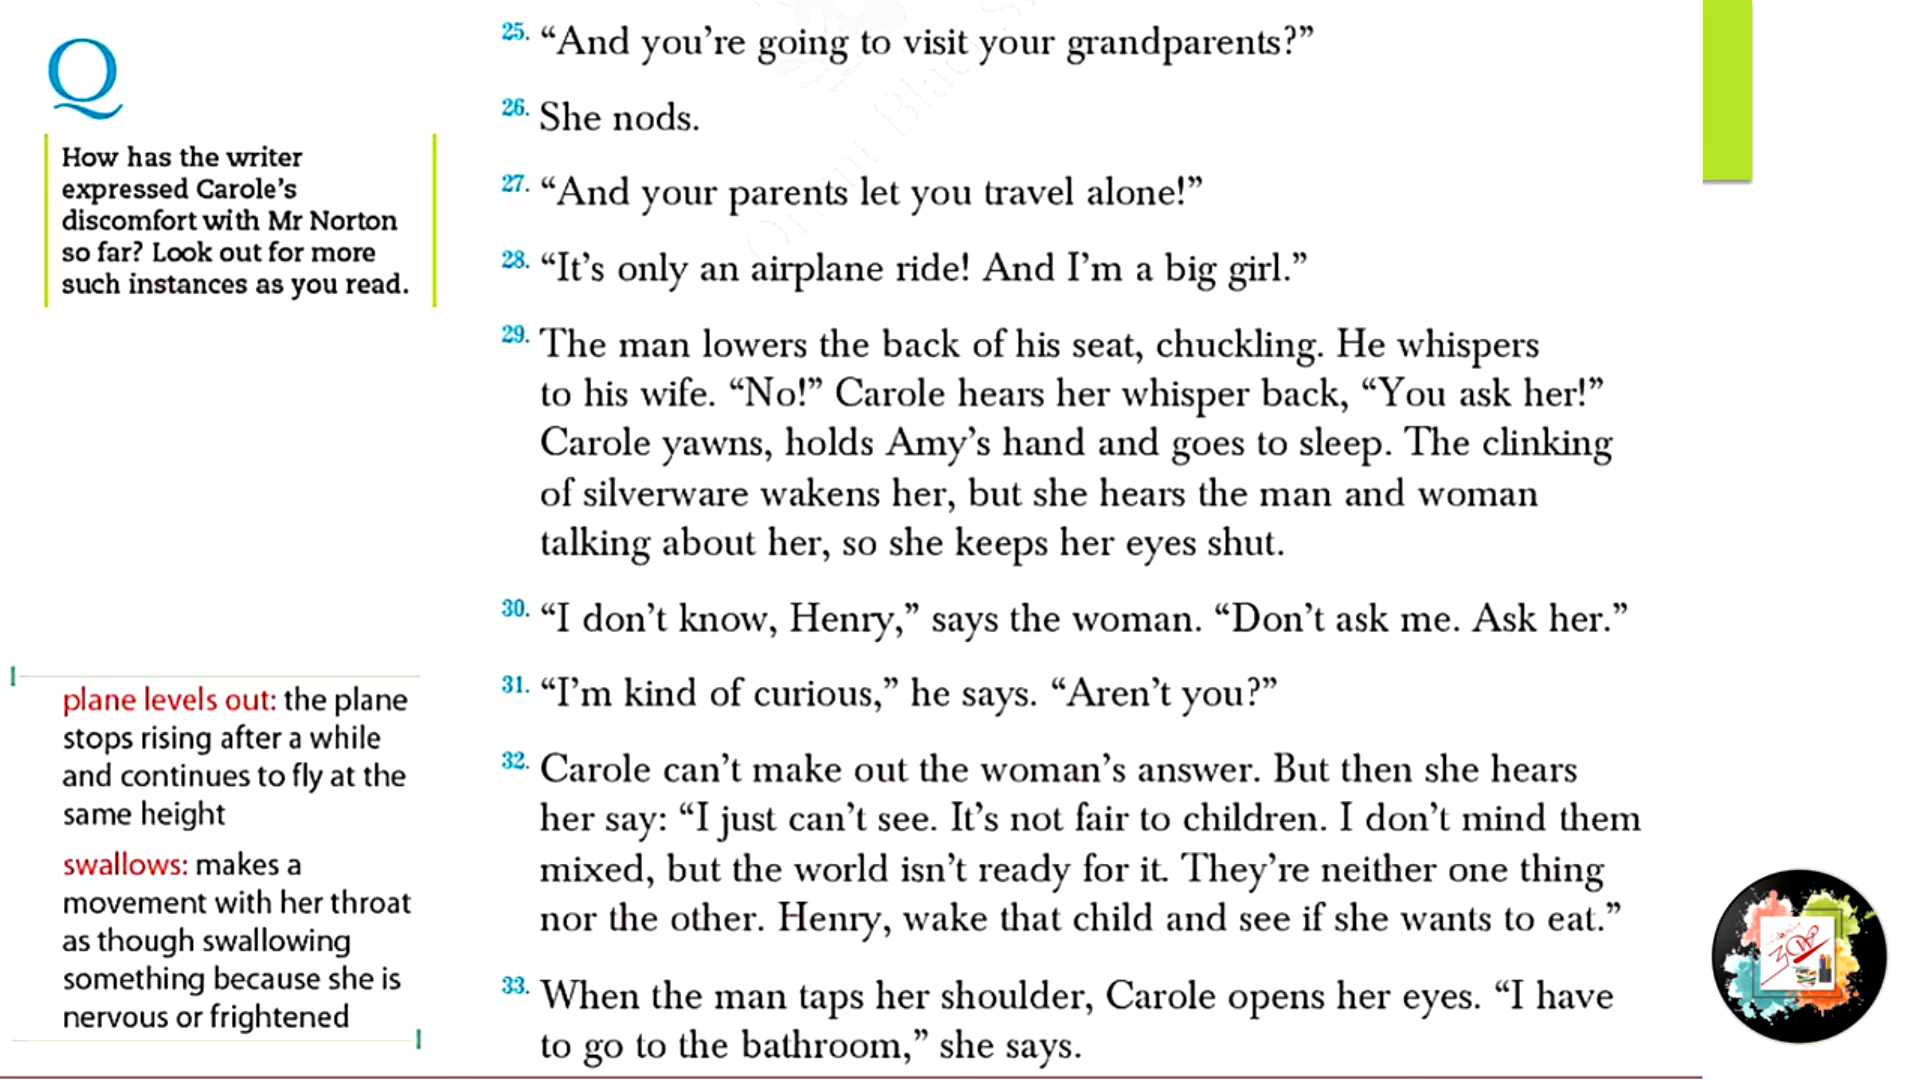 Q
How has the writer
expressed Carole's
discomfort with Mr Norton
so far? Look out for more
such instances as you read.
plane levels out: the plane
stops rising after a while
and continues to fly at the
same height
swallows: makes a
movement with her throat
as though swallowing
something because she is
nervous or frightened
25. “And you’re going to visit your grandparents?”
26. She nods.
27. “And your parents let you travel alone!”
28. “It’s only an airplane ride! And I’m a big girl.”
29. The man lowers the back of his seat, chuckling. He whispers
to his wife. “No!” Carole hears her whisper back, “You ask her!”
Carole yawns, holds Amy’s hand and goes to sleep. The clinking
of silverware wakens her, but she hears the man and woman
talking about her, so she keeps her eyes shut.
30. “I don’t know, Henry,” says the woman. “Don’t ask me. Ask her.”
31. “I’m kind of curious,” he says. “Aren’t you?”
32. Carole can’t make out the woman’s answer. But then she hears
her say: “I just can’t see. It’s not fair to children. I don’t mind them
mixed, but the world isn’t ready for it. They’re neither one thing
nor the other. Henry, wake that child and see if she wants to eat.”
33. When the man taps her shoulder, Carole opens her eyes. “I have
to go to the bathroom,” she says.